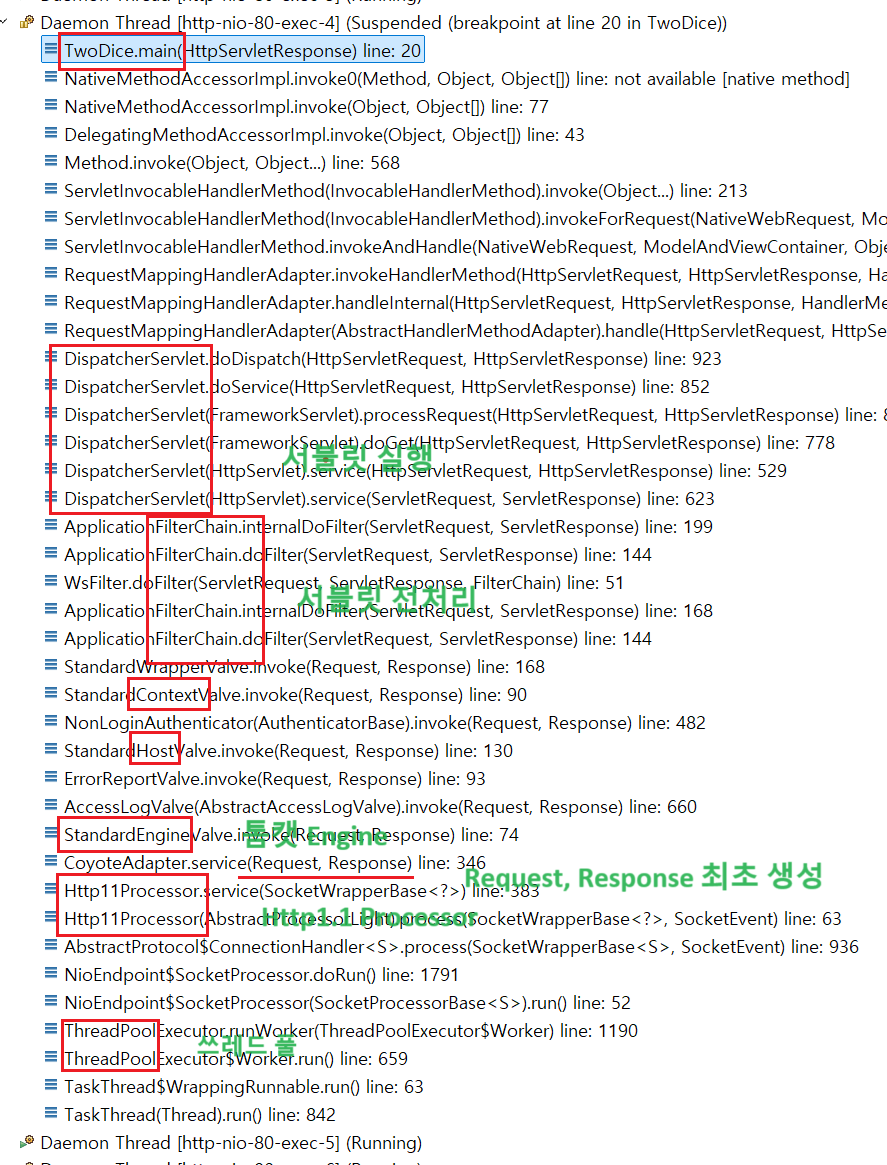 Daemon Thread [http-nio-80-exec-4] (Suspended (breakpoint at line 20 in TwoDice))
TwoDice.main(HttpServletResponse) line: 20
NativeMethodAccessorImpl.invoke0(Method, Object, Object[]) line: not available [native method]
NativeMethodAccessorImpl.invoke(Object, Object[]) line: 77
DelegatingMethodAccessorImpl.invoke(Object, Object[]) line: 43
Method.invoke(Object, Object...) line: 568
ServletInvocableHandlerMethod(InvocableHandlerMethod).invoke(Object...) line: 213
ServletInvocableHandlerMethod(InvocableHandlerMethod).invokeForRequest(NativeWebRequest, Mo
ServletInvocableHandlerMethod.invokeAndHandle(NativeWebRequest, ModelAndViewContainer, Obje
RequestMappingHandlerAdapter.invokeHandlerMethod(HttpServletRequest, HttpServletResponse, Ha
RequestMappingHandlerAdapter.handleInternal(HttpServletRequest, HttpServletResponse, HandlerMe
RequestMappingHandlerAdapter(AbstractHandlerMethodAdapter).handle(HttpServletRequest, HttpS
DispatcherServlet.doDispatch(HttpServletRequest, HttpServletResponse) line: 923
DispatcherServlet.doService(HttpServletRequest, HttpServletResponse) line: 852
DispatcherServlet(FrameworkServlet).processRequest(HttpServletRequest, HttpServletResponse) line: 8
DispatcherServlet(FrameworkServlet).doGet(HttpServletRequest, HttpServletResponse) line: 778
서블릿 실행
DispatcherServlet(HttpServlet).service(HttpServletRequest, HttpServletResponse) line: 529
DispatcherServlet(HttpServlet).service(ServletRequest, ServletResponse) line: 623
ApplicationFilterChain.internalDoFilter(ServletRequest, ServletResponse) line: 199
ApplicationFilterChain.doFilter(ServletRequest, ServletResponse) line: 144
WsFilter.doFilter(ServletRequest, ServletResponse, FilterChain) line: 51
서블릿 전처리
ApplicationFilterChain.internalDoFilter(ServletRequest, ServletResponse) line: 168
ApplicationFilterChain.doFilter(ServletRequest, ServletResponse) line: 144
StandardWrapperValve.invoke(Request, Response) line: 168
StandardContextValve.invoke(Request, Response) line: 90
NonLoginAuthenticator(AuthenticatorBase).invoke(Request, Response) line: 482
StandardHostValve.invoke(Request, Response) line: 130
ErrorReportValve.invoke(Request, Response) line: 93
AccessLogValve(AbstractAccessLogValve).invoke(Request, Response) line: 660
StandardEngineValve.invoke(Request, Response) line: 74
톰캣 Engine
CoyoteAdapter.service(Request, Response) line: 346
Request, Response 최초 생성
Http11Processor.service(SocketWrapperBase<?>) line: 383
Http11Processor(AbstractProcessorLight).process(SocketWrapperBase<?>, SocketEvent) line: 63
Http1.1 Processor
AbstractProtocol$ConnectionHandler<S>.process(SocketWrapperBase<S>, SocketEvent) line: 936
NioEndpoint$SocketProcessor.doRun() line: 1791
NioEndpoint$SocketProcessor(SocketProcessorBase<S>).run() line: 52
ThreadPoolExecutor.runWorker(ThreadPoolExecutor$Worker) line: 1190
쓰레드 풀
ThreadPoolExecutor$Worker.run() line: 659
TaskThread$WrappingRunnable.run() line: 63
TaskThread(Thread).run() line: 842
Daemon Thread [http-nio-80-exec-5] (Running)